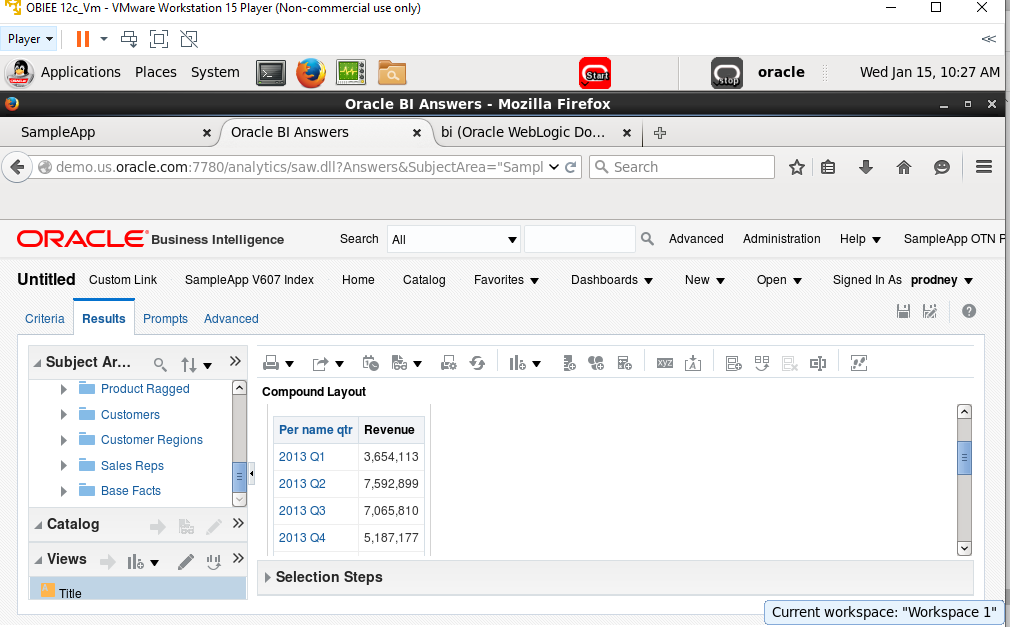 OBIEE 12c_Vm - VMware Workstation 15 Player (Non-commercial use only)
Player
Applications Places System Start stop oracle Wed Jan 15, 10:27 AM
Oracle BI Answers - Mozilla Firefox
SampleApp Oracle BI Answers bi (Oracle WebLogic Do...
demo.us.oracle.com:7780/analytics/saw.dll?Answers&SubjectArea="Sampl Search
ORACLE Business Intelligence Search All Advanced Administration Help SampleApp OTN F
Untitled Custom Link SampleApp V607 Index Home Catalog Favorites Dashboards New Open Signed In As prodney
Criteria Results Prompts Advanced
Subject Ar...
Product Ragged
Customers
Customer Regions
Sales Reps
Base Facts
Catalog
Views
Title
xyz A
Compound Layout
Per name qtr Revenue
2013 Q1 3,654,113
2013 Q2 7,592,899
2013 Q3 7,065,810
2013 Q4 5,187,177
Selection Steps
Current workspace: "Workspace 1"